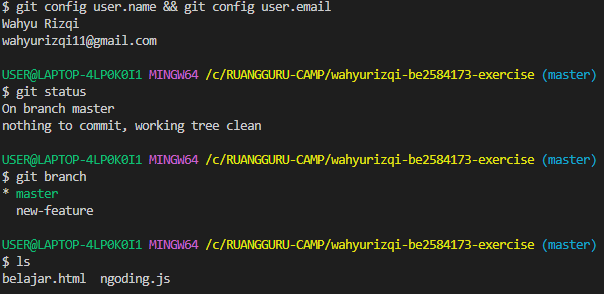 $ git config user.name && git config user.email
Wahyu Rizqi
wahyurizqi11@gmail.com
USER@LAPTOP-4LP0K0I1 MINGW64 /c/RUANGGURU-CAMP/wahyurizqi-be2584173-exercise (master)
$ git status
On branch master
nothing to commit, working tree clean
USER@LAPTOP-4LP0K0I1 MINGW64 /c/RUANGGURU-CAMP/wahyurizqi-be2584173-exercise (master)
$ git branch
* master
  new-feature
USER@LAPTOP-4LP0K0I1 MINGW64 /c/RUANGGURU-CAMP/wahyurizqi-be2584173-exercise (master)
$ ls
belajar.html  ngoding.js